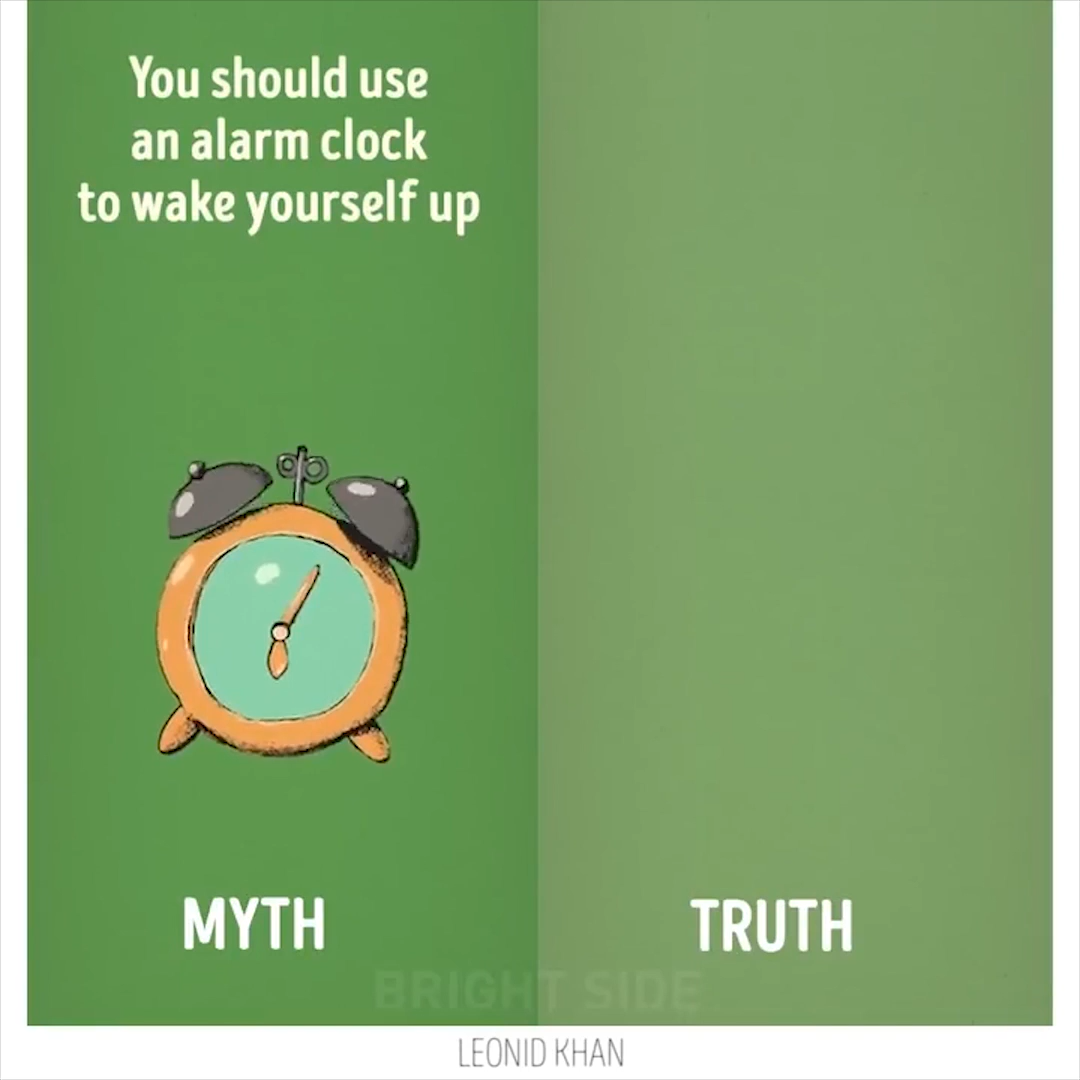 You should use
an alarm clock
to wake yourself up
MYTH
TRUTH
BRIGHT SIDE
LEONID KHAN